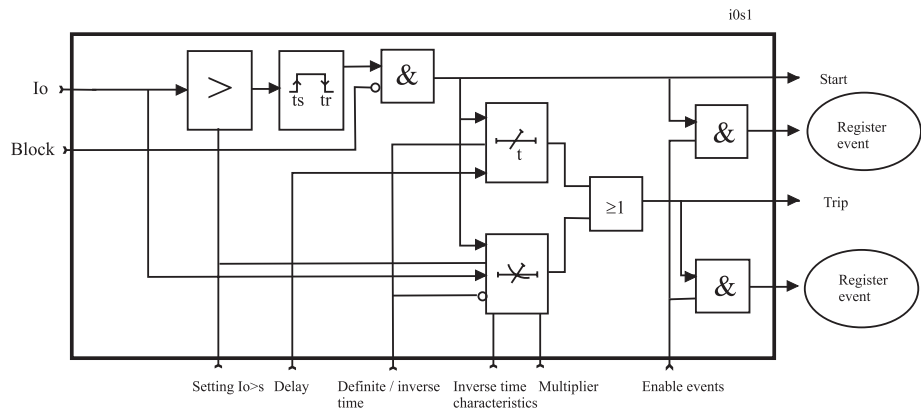 i0s1
Io
>
ts tr
&
Start
Block
t
&
Register
event
≥1
Trip
&
Register
event
Setting Io>s
Delay
Definite / inverse
time
Inverse time
characteristics
Multiplier
Enable events